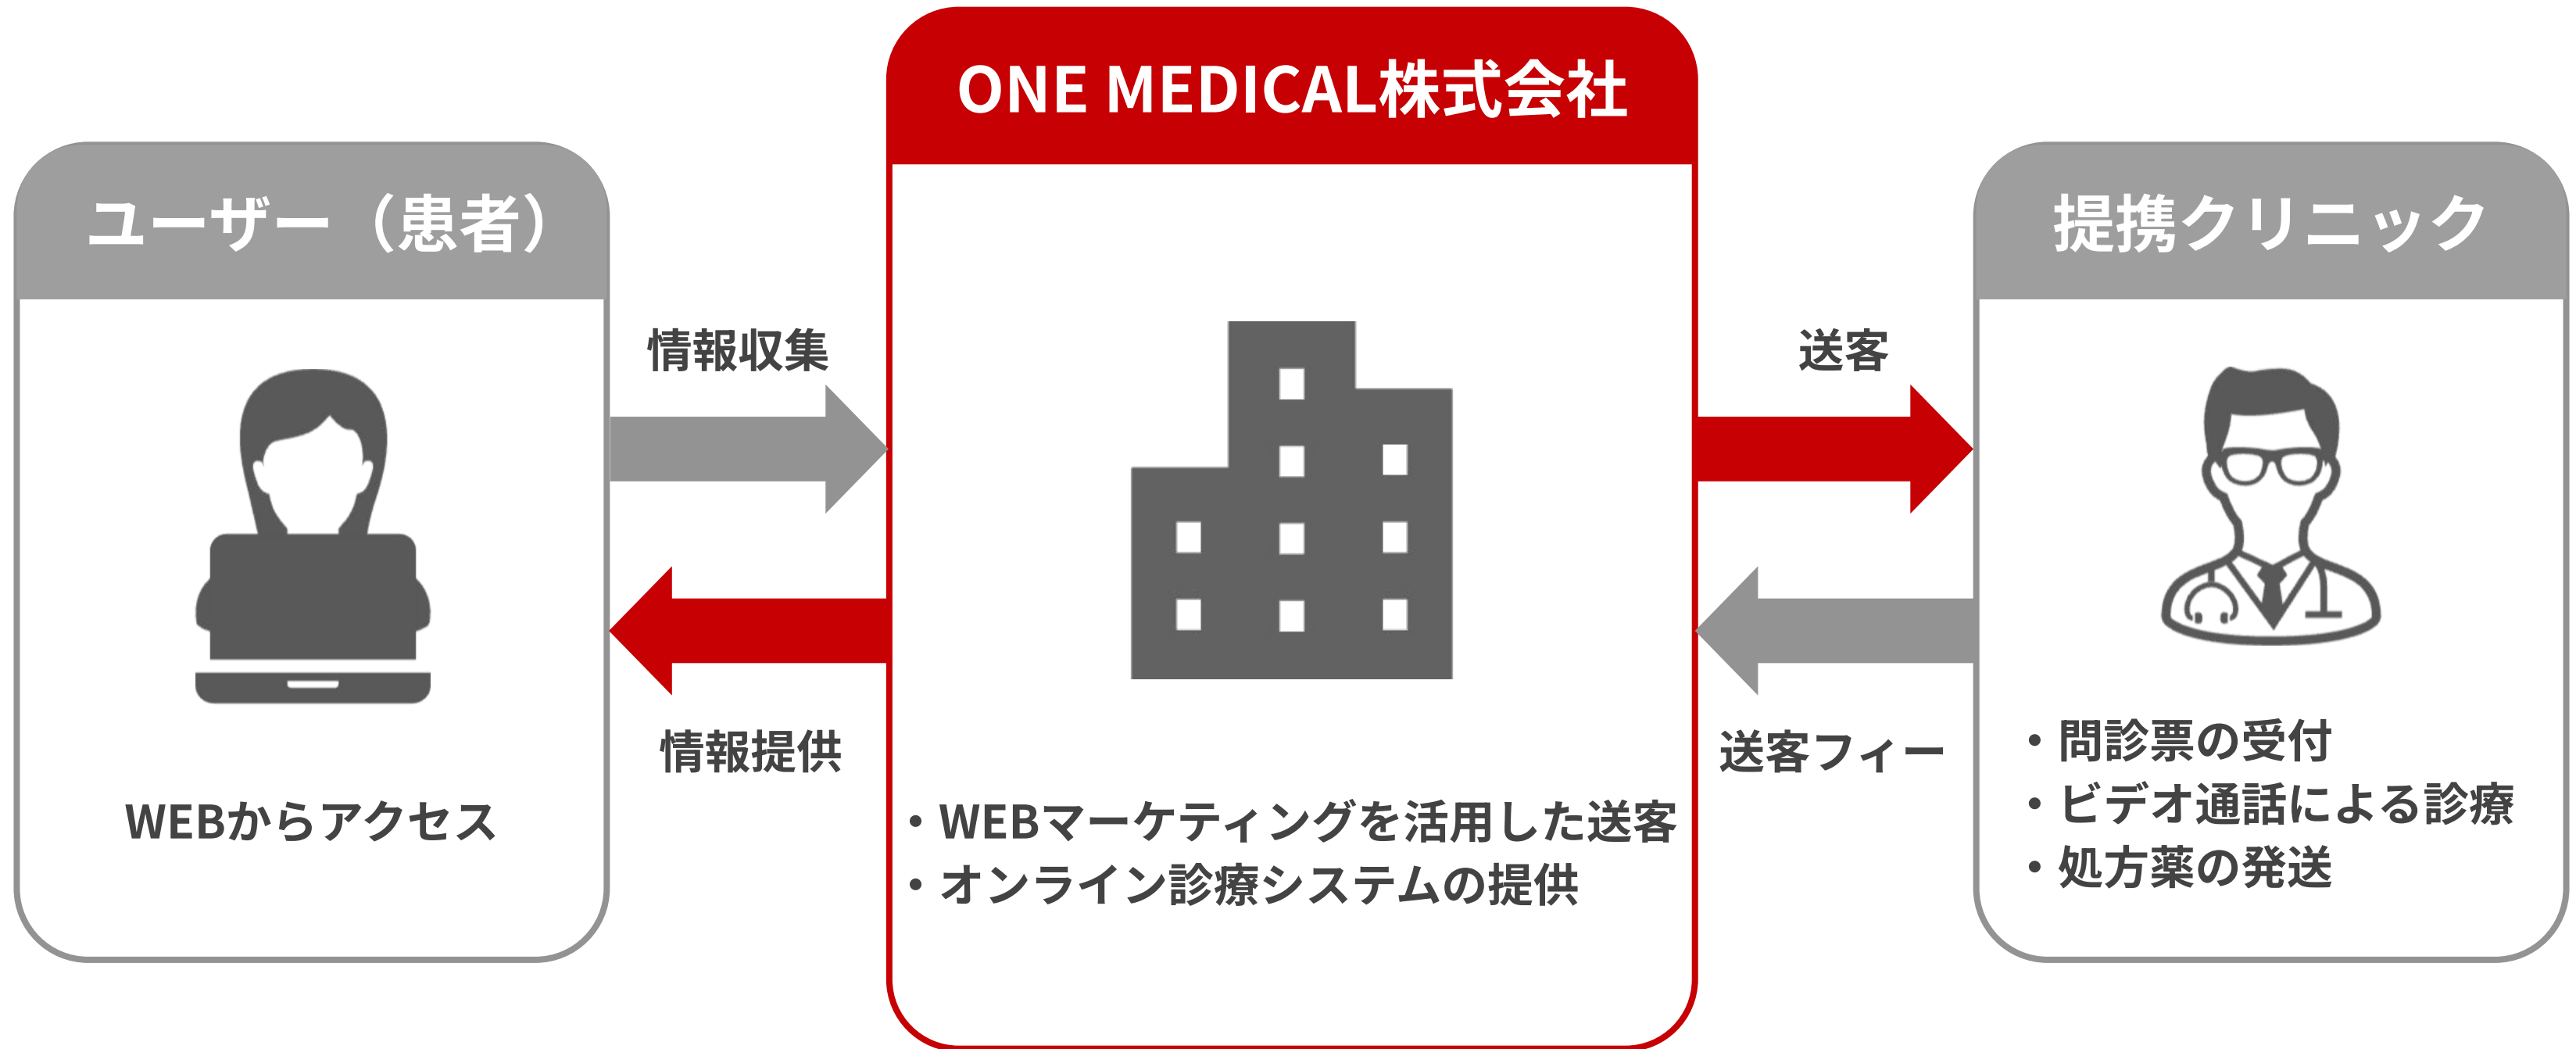 ONE MEDICAL株式会社
ユーザー（患者）
提携クリニック
情報収集
送客
情報提供
送客フィー
WEBからアクセス
・WEBマーケティングを活用した送客
・オンライン診療システムの提供
・問診票の受付
・ビデオ通話による診療
・処方薬の発送